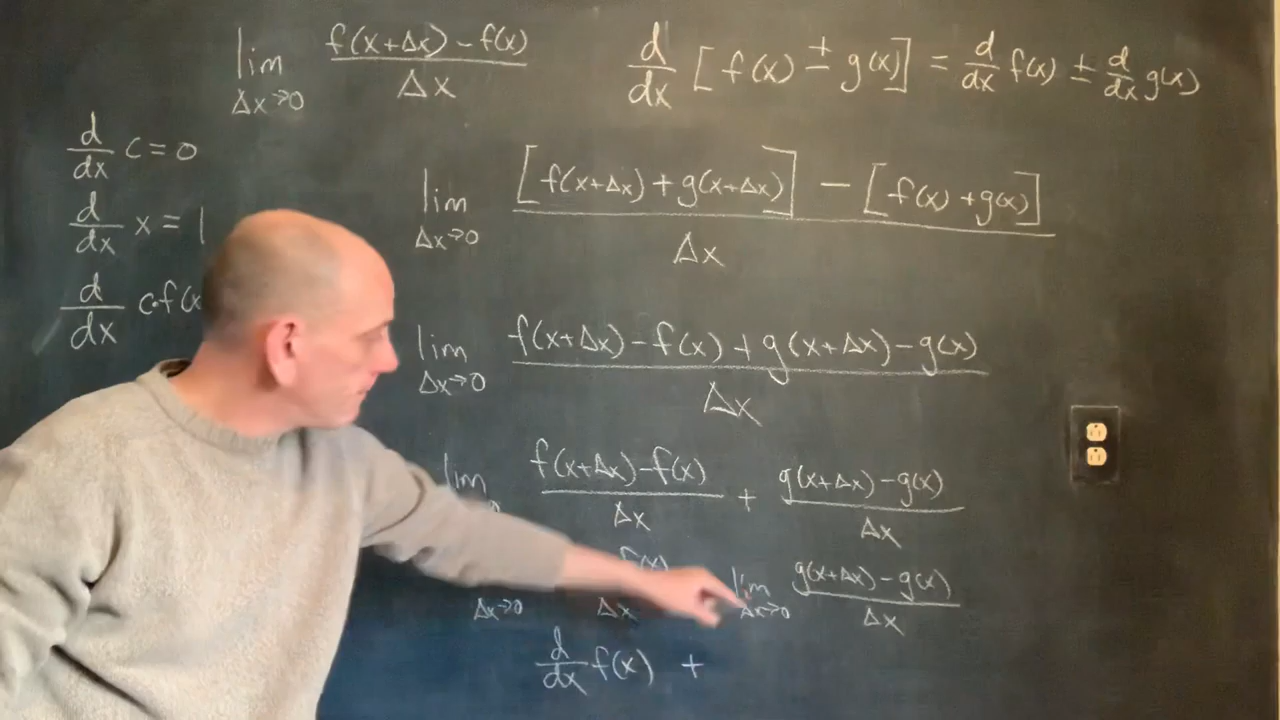 lim Δx→0 f(x+Δx) - f(x) / Δx
d/dx [f(x) ± g(x)] = d/dx f(x) ± d/dx g(x)
d/dx c = 0
d/dx x = 1
d/dx c·f(x
lim Δx→0 [f(x+Δx) + g(x+Δx)] - [f(x) + g(x)] / Δx
lim Δx→0 f(x+Δx) - f(x) + g(x+Δx) - g(x) / Δx
lim 0 f(x+Δx) - f(x) / Δx + g(x+Δx) - g(x) / Δx
Δx→0 f(x) / Δx lim Δx→0 g(x+Δx) - g(x) / Δx
d/dx f(x) +